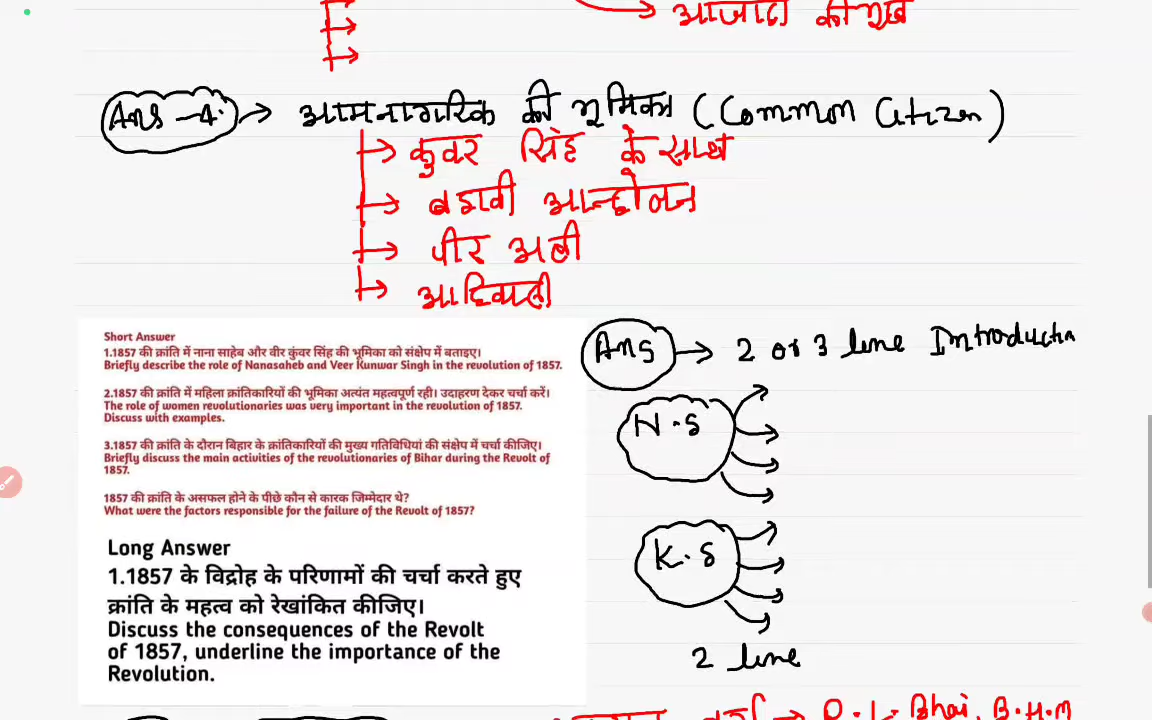 Ans-4. → आमनागरिक की भूमिका (Common Citizen)
→ कुवर सिंह के साथ
→ वहावी आन्दोलन
→ पीर अली
→ आदिवासी
Short Answer
1.1857 की क्रांति में नाना साहेब और वीर कुंवर सिंह की भूमिका को संक्षेप में बताइए।
Briefly describe the role of Nanasaheb and Veer Kunwar Singh in the revolution of 1857.
2.1857 की क्रांति में महिला क्रांतिकारियों की भूमिका अत्यंत महत्वपूर्ण रही। उदाहरण देकर चर्चा करें।
The role of women revolutionaries was very important in the revolution of 1857.
Discuss with examples.
3.1857 की क्रांति के दौरान बिहार के क्रांतिकारियों की मुख्य गतिविधियां की संक्षेप में चर्चा कीजिए।
Briefly discuss the main activities of the revolutionaries of Bihar during the Revolt of
1857.
1857 की क्रांति के असफल होने के पीछे कौन से कारक जिम्मेदार थे?
What were the factors responsible for the failure of the Revolt of 1857?
Long Answer
1.1857 के विद्रोह के परिणामों की चर्चा करते हुए
क्रांति के महत्व को रेखांकित कीजिए।
Discuss the consequences of the Revolt
of 1857, underline the importance of the
Revolution.
Ans → 2 or 3 line Introductn
N.S
K.S
2 line
→ R.L. Bhai, B.H.M